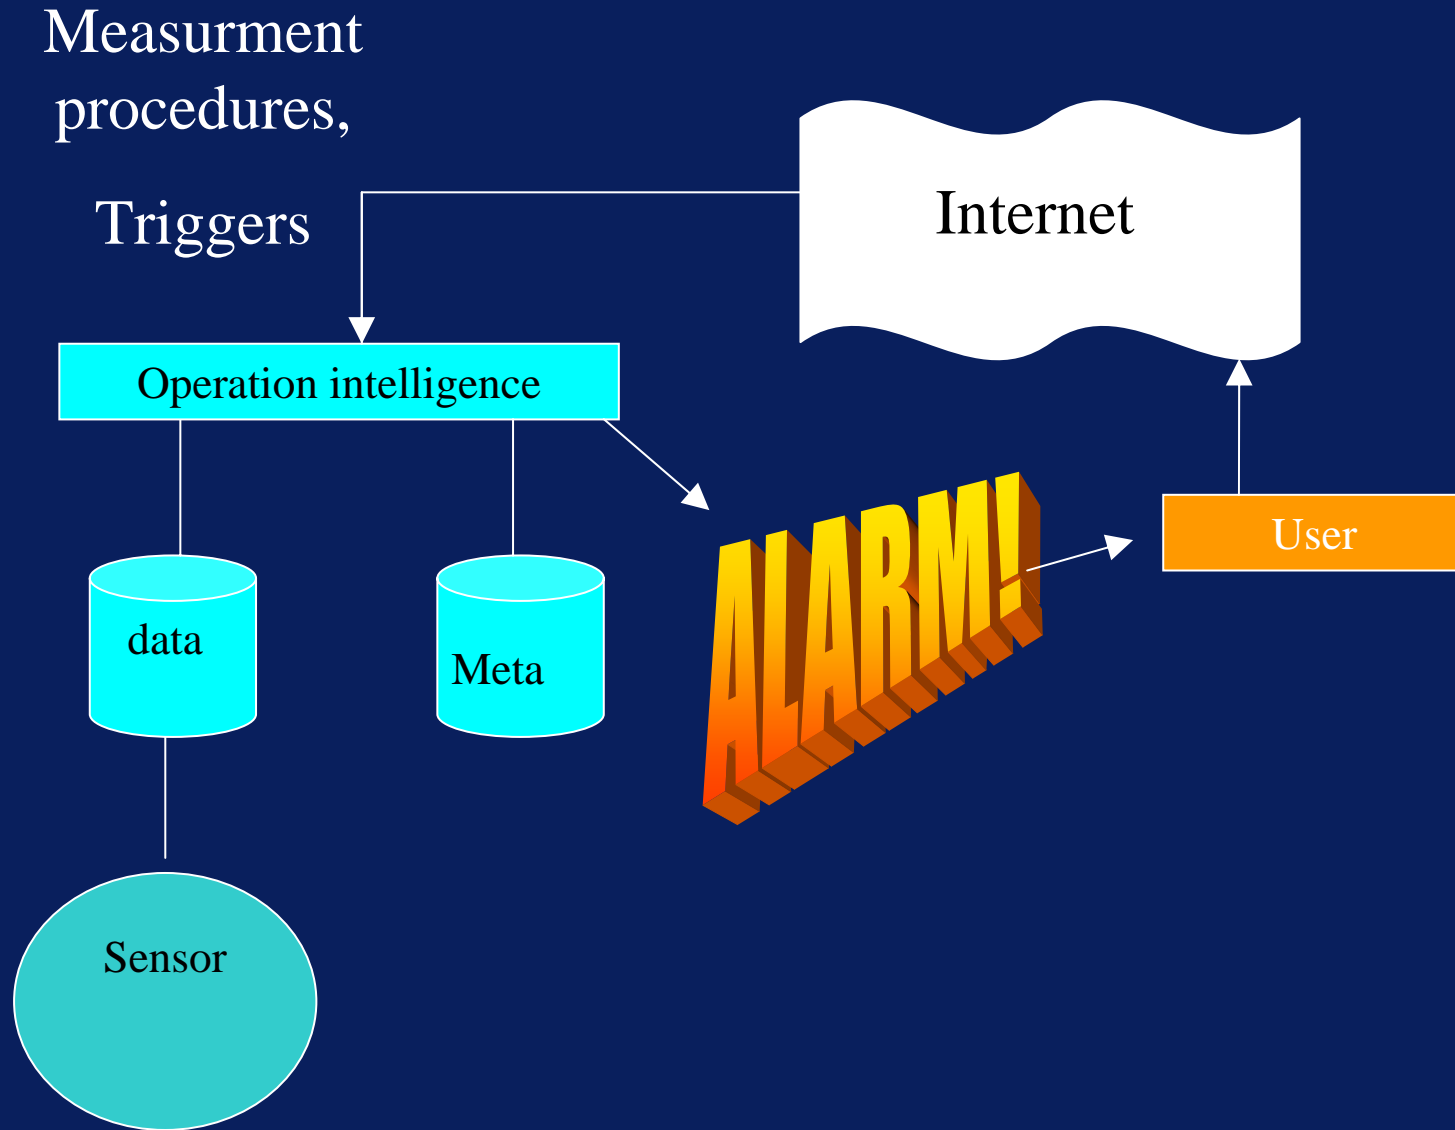 Measurment
procedures,
Triggers
Internet
Operation intelligence
ALARM!
User
data
Meta
Sensor